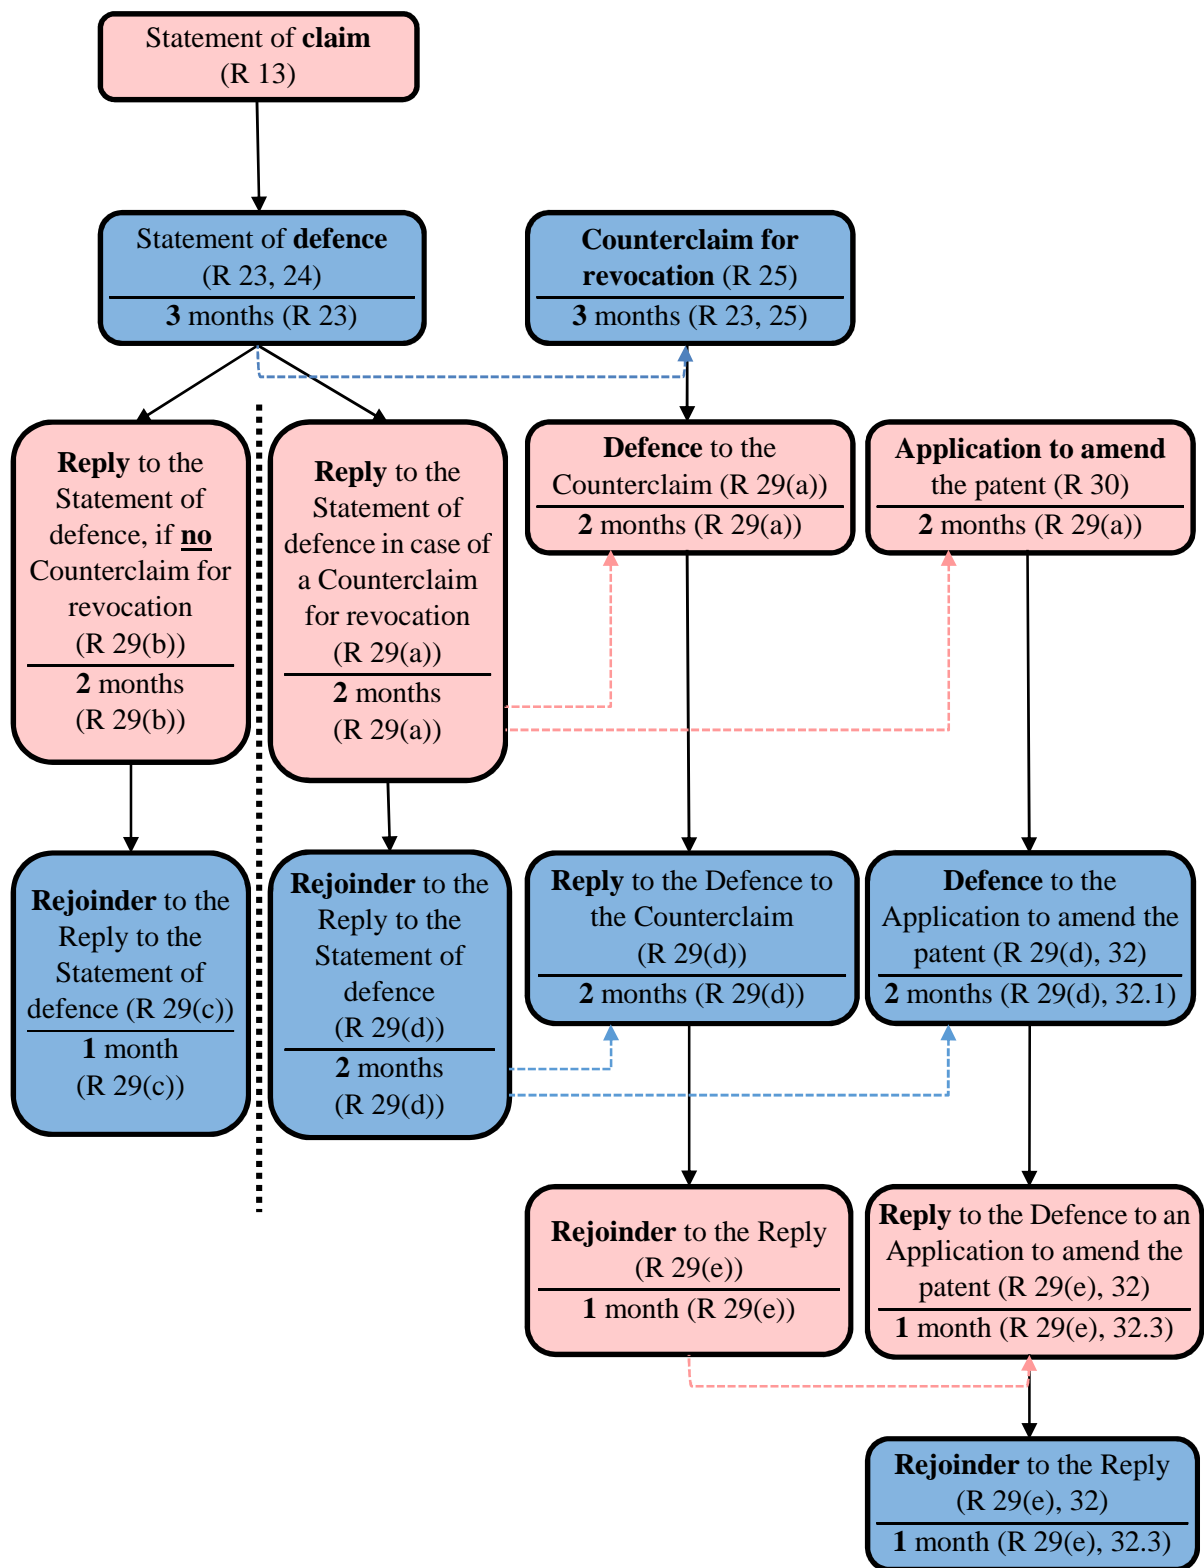 Statement of claim
(R 13)
Statement of defence
(R 23, 24)
3 months (R 23)
Counterclaim for
revocation (R 25)
3 months (R 23, 25)
Reply to the
Statement of
defence, if no
Counterclaim for
revocation
(R 29(b))
2 months
(R 29(b))
Reply to the
Statement of
defence in case of
a Counterclaim
for revocation
(R 29(a))
2 months
(R 29(a))
Defence to the
Counterclaim (R 29(a))
2 months (R 29(a))
Application to amend
the patent (R 30)
2 months (R 29(a))
Rejoinder to the
Reply to the
Statement of
defence (R 29(c))
1 month
(R 29(c))
Rejoinder to the
Reply to the
Statement of
defence
(R 29(d))
2 months
(R 29(d))
Reply to the Defence to
the Counterclaim
(R 29(d))
2 months (R 29(d))
Defence to the
Application to amend the
patent (R 29(d), 32)
2 months (R 29(d), 32.1)
Rejoinder to the Reply
(R 29(e))
1 month (R 29(e))
Reply to the Defence to an
Application to amend the
patent (R 29(e), 32)
1 month (R 29(e), 32.3)
Rejoinder to the Reply
(R 29(e), 32)
1 month (R 29(e), 32.3)